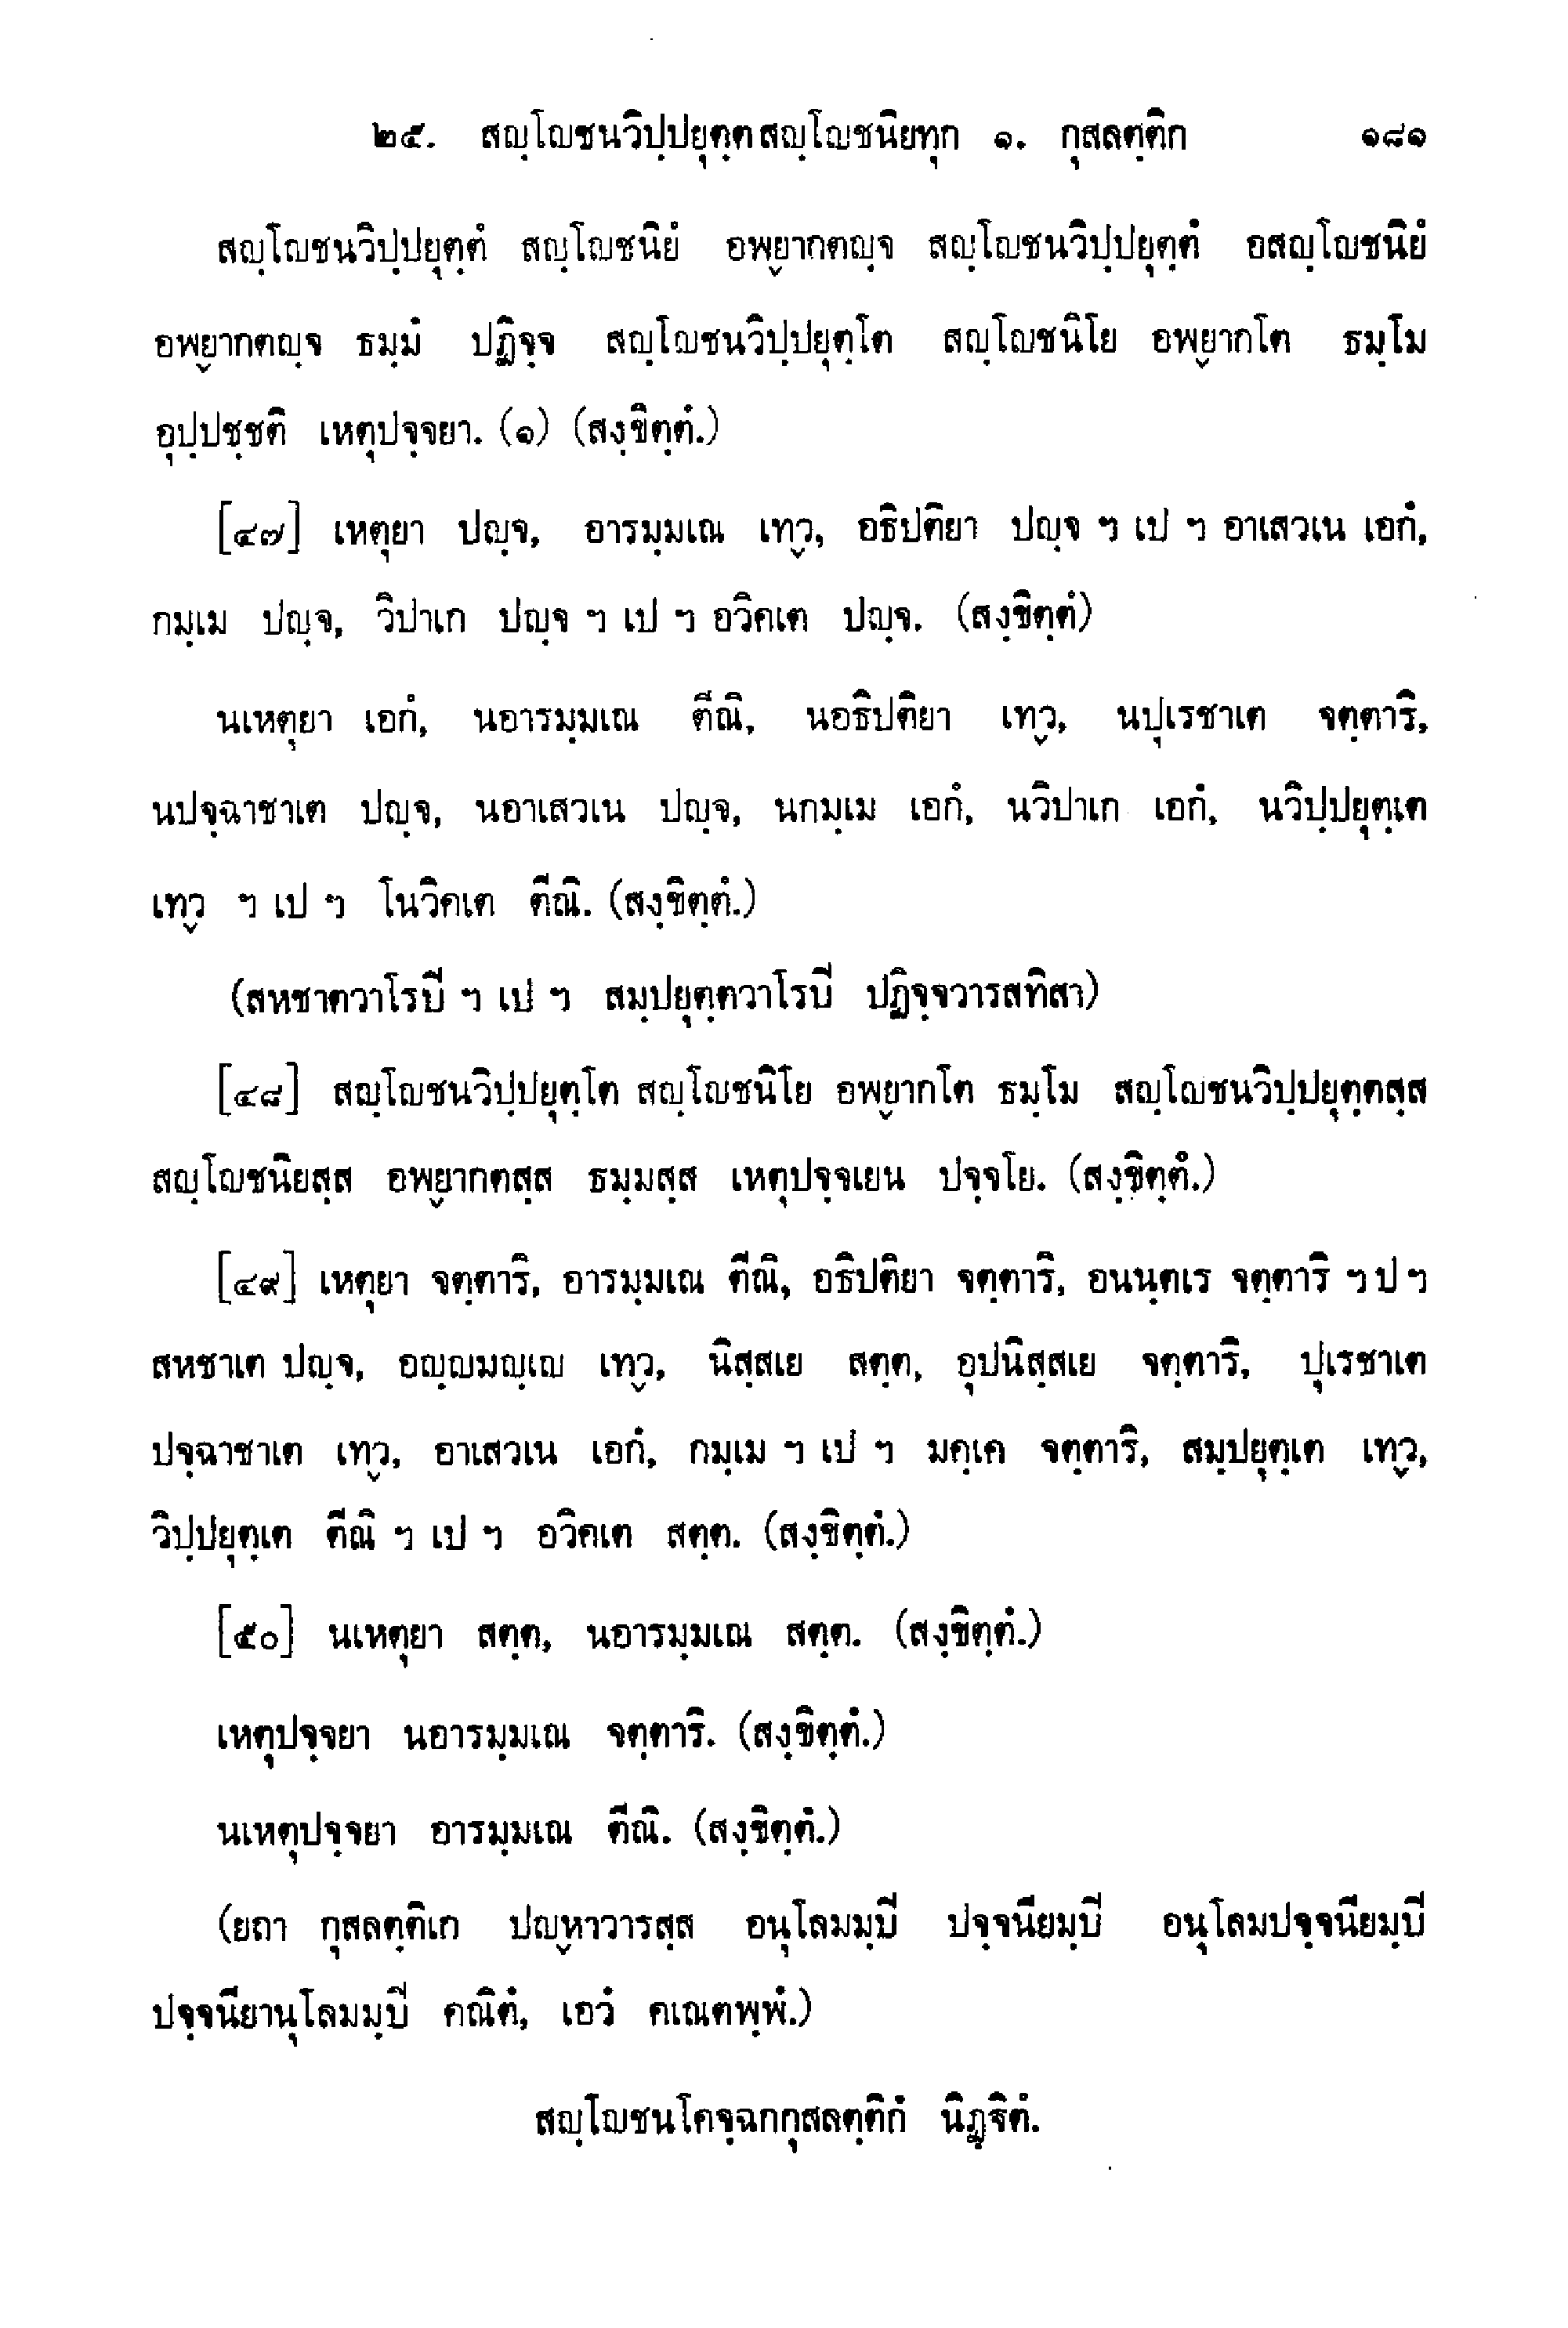 ๒๕. สญฺโญชนวิปฺปยุตฺตสญฺโญชนิยทุก ๑. กุสลตฺติก ๑๘๑
สญฺโญชนวิปฺปยุตฺตํ สญฺโญชนิยํ อพฺยากตญฺจ สญฺโญชนวิปฺปยุตฺตํ อสญฺโญชนิยํ
อพฺยากตญฺจ ธมฺมํ ปฏิจฺจ สญฺโญชนวิปฺปยุตฺโต สญฺโญชนิโย อพฺยากโต ธมฺโม
อุปฺปชฺชติ เหตุปจฺจยา. (๑) (สงฺขิตฺตํ.)
[๔๗] เหตุยา ปญฺจ, อารมฺมเณ เทฺว, อธิปติยา ปญฺจ ฯ เป ฯ อาเสวเน เอกํ,
กมฺเม ปญฺจ, วิปาเก ปญฺจ ฯ เป ฯ อวิคเต ปญฺจ. (สงฺขิตฺตํ)
นเหตุยา เอกํ, นอารมฺมเณ ตีณิ, นอธิปติยา เทฺว, นปุเรชาเต จตฺตาริ,
นปจฺฉาชาเต ปญฺจ, นอาเสวเน ปญฺจ, นกมฺเม เอกํ, นวิปาเก เอกํ, นวิปฺปยุตฺเต
เทฺว ฯ เป ฯ โนวิคเต ตีณิ. (สงฺขิตฺตํ.)
(สหชาตวาโรปิ ฯ เป ฯ สมฺปยุตฺตวาโรปิ ปฏิจฺจวารสทิสา)
[๔๘] สญฺโญชนวิปฺปยุตฺโต สญฺโญชนิโย อพฺยากโต ธมฺโม สญฺโญชนวิปฺปยุตฺตสฺส
สญฺโญชนิยสฺส อพฺยากตสฺส ธมฺมสฺส เหตุปจฺจเยน ปจฺจโย. (สงฺขิตฺตํ.)
[๔๙] เหตุยา จตฺตาริ, อารมฺมเณ ตีณิ, อธิปติยา จตฺตาริ, อนนฺตเร จตฺตาริ ฯ ป ฯ
สหชาเต ปญฺจ, อญฺญมญฺเญ เทฺว, นิสฺสเย สตฺต, อุปนิสฺสเย จตฺตาริ, ปุเรชาเต
ปจฺฉาชาเต เทฺว, อาเสวเน เอกํ, กมฺเม ฯ เป ฯ มคฺเค จตฺตาริ, สมฺปยุตฺเต เทฺว,
วิปฺปยุตฺเต ตีณิ ฯ เป ฯ อวิคเต สตฺต. (สงฺขิตฺตํ.)
[๕๐] นเหตุยา สตฺต, นอารมฺมเณ สตฺต. (สงฺขิตฺตํ.)
เหตุปจฺจยา นอารมฺมเณ จตฺตาริ. (สงฺขิตฺตํ.)
นเหตุปจฺจยา อารมฺมเณ ตีณิ. (สงฺขิตฺตํ.)
(ยถา กุสลตฺติเก ปญฺหาวารสฺส อนุโลมมฺปิ ปจฺจนียมฺปิ อนุโลมปจฺจนียมฺปิ
ปจฺจนียานุโลมมฺปิ คณิตํ, เอวํ คเณตพฺพํ.)
สญฺโญชนโคจฺฉกกุสลตฺติกํ นิฏฺฐิตํ.